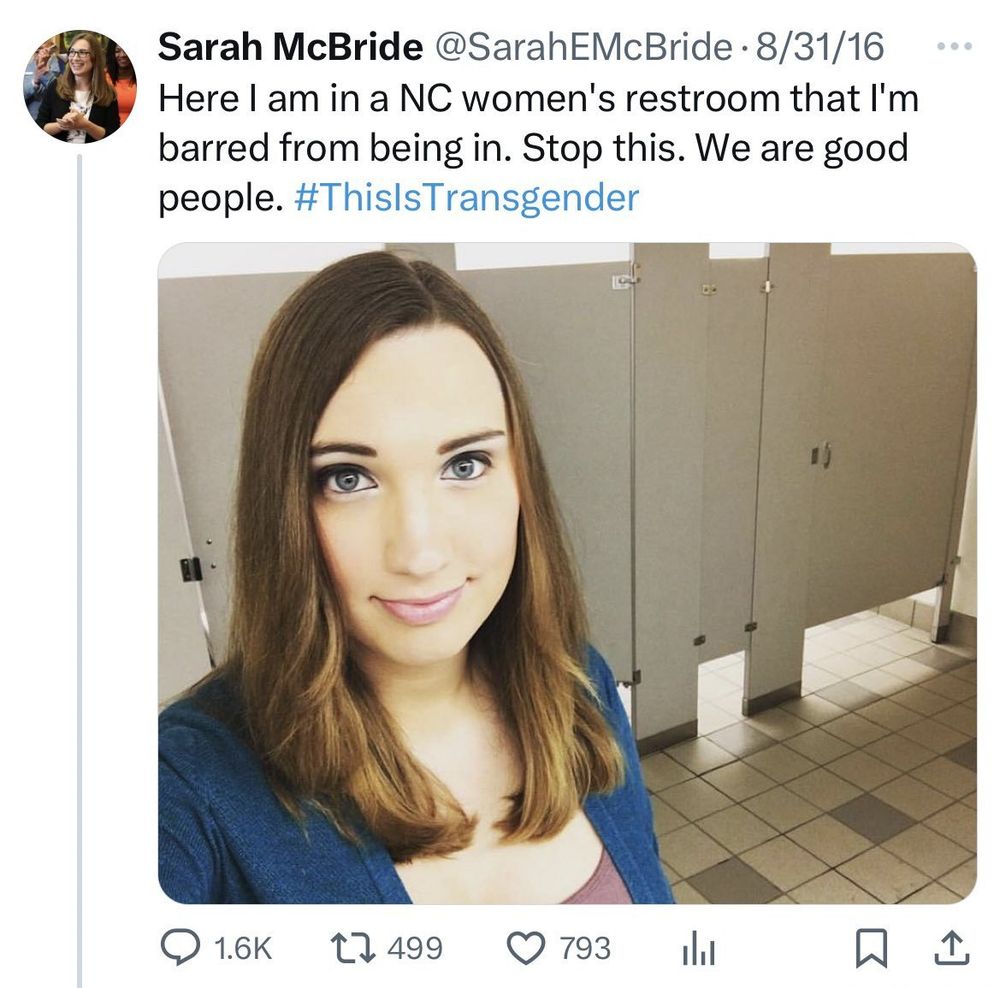 Sarah McBride @SarahEMcBride · 8/31/16
Here I am in a NC women's restroom that I'm
barred from being in. Stop this. We are good
people. #ThisIsTransgender
1.6K 499 793